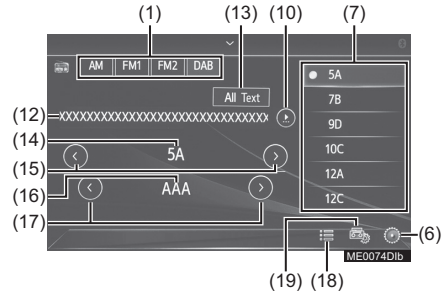 (1) (13) (10) (7)
AM FM1 FM2 DAB
All Text
(12) XXXXXXXXXXXXXXXXXXXXXXXXXXXXXX
(14) 5A
(15)
(16) AAA
(17)
5A
7B
9D
10C
12A
12C
(6)
ME0074DIb
(19) (18)